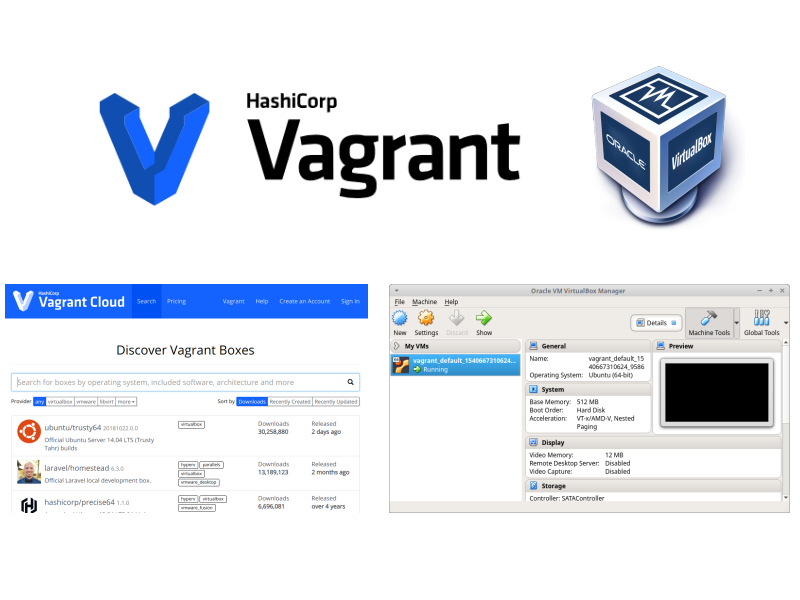 HashiCorp
Vagrant
ORACLE
VirtualBox
HashiCorp
Vagrant Cloud
Search
Pricing
Vagrant
Help
Create an Account
Sign In
Discover Vagrant Boxes
Search for boxes by operating system, included software, architecture and more
Provider any virtualbox vmware libvirt more
Sort by Downloads Recently Created Recently Updated
ubuntu/trusty64 20181022.0.0
Official Ubuntu Server 14.04 LTS (Trusty
Tahr) builds
virtualbox
Downloads
30,258,880
Released
2 days ago
laravel/homestead 6.3.0
Official Laravel local development box.
hyperv parallels
virtualbox
vmware_desktop
Downloads
13,189,123
Released
2 months ago
hashicorp/precise64 1.1.0
hyperv virtualbox
vmware_fusion
Downloads
6,696,081
Released
over 4 years
Oracle VM VirtualBox Manager
File Machine Help
New
Settings
Discard
Show
Details
Machine Tools
Global Tools
My VMs
vagrant_default_1540667310624...
Running
General
Name: vagrant_default_15
40667310624_9586
Operating System: Ubuntu (64-bit)
System
Base Memory: 512 MB
Boot Order: Hard Disk
Acceleration: VT-x/AMD-V, Nested
Paging
Display
Video Memory: 12 MB
Remote Desktop Server: Disabled
Video Capture: Disabled
Storage
Controller: SATAController
Preview